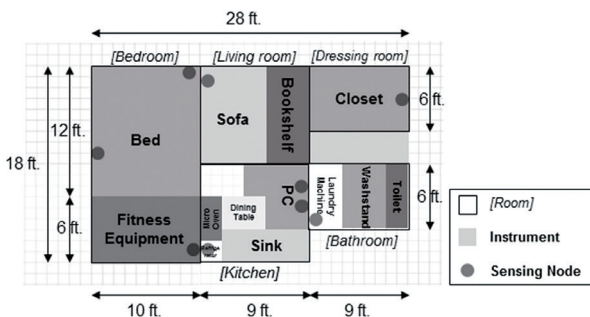 28 ft.
[Bedroom]
[Living room]
[Dressing room]
18 ft.
12 ft.
6 ft.
Bed
Sofa
Bookshelf
Closet
6 ft.
Fitness
Equipment
Micro
Oven
Dining
Table
PC
Sink
Laundry
Machine
Washstand
Toilet
6 ft.
[Kitchen]
[Bathroom]
10 ft.
9 ft.
9 ft.
[Room]
Instrument
Sensing Node